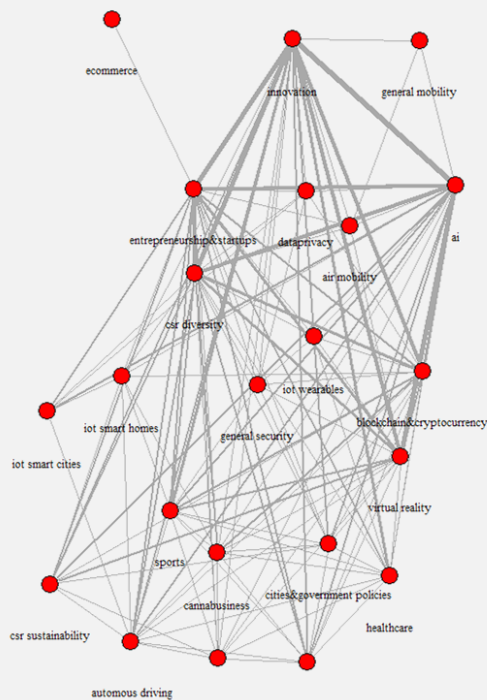 ecommerce
innovation
general mobility
entrepreneurship&startups
dataprivacy
ai
air mobility
csr diversity
iot wearables
blockchain&cryptocurrency
iot smart homes
general security
iot smart cities
virtual reality
sports
cities&government policies
cannabusiness
healthcare
csr sustainability
automous driving